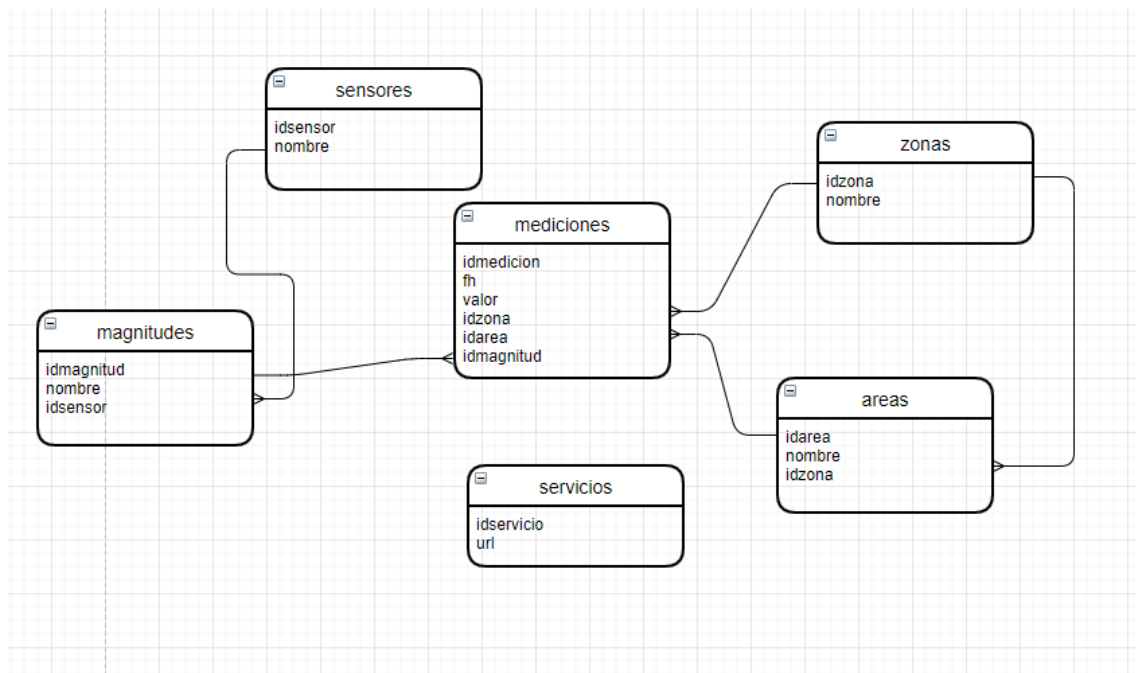 sensores
idsensor
nombre
zonas
idzona
nombre
mediciones
idmedicion
fh
valor
idzona
idarea
idmagnitud
magnitudes
idmagnitud
nombre
idsensor
areas
idarea
nombre
idzona
servicios
idservicio
url